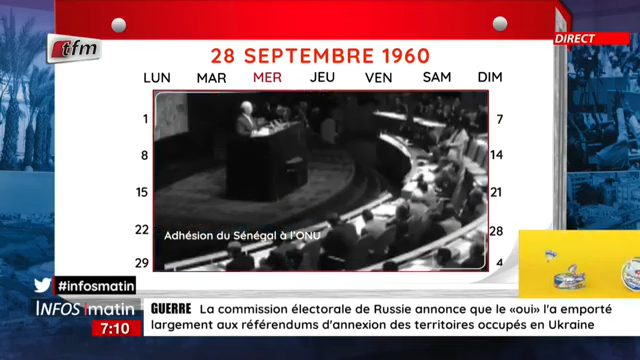 tfm
DIRECT
28 SEPTEMBRE 1960
LUN MAR MER JEU VEN SAM DIM
1 7
8 14
15 21
22 28
29 4
Adhésion du Sénégal à l'ONU
#infosmatin
INFOS matin
7:10
GUERRE La commission électorale de Russie annonce que le «oui» l'a emporté
largement aux référendums d'annexion des territoires occupés en Ukraine